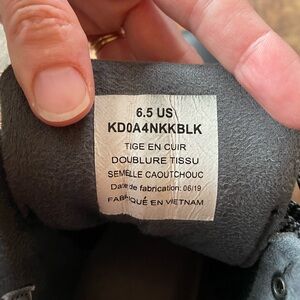 6.5 US
KD0A4NKKBLK
TIGE EN CUIR
DOUBLURE TISSU
SEMELLE CAOUTCHOUC
Date de fabrication: 06/19
FABRIQUÉ EN VIETNAM